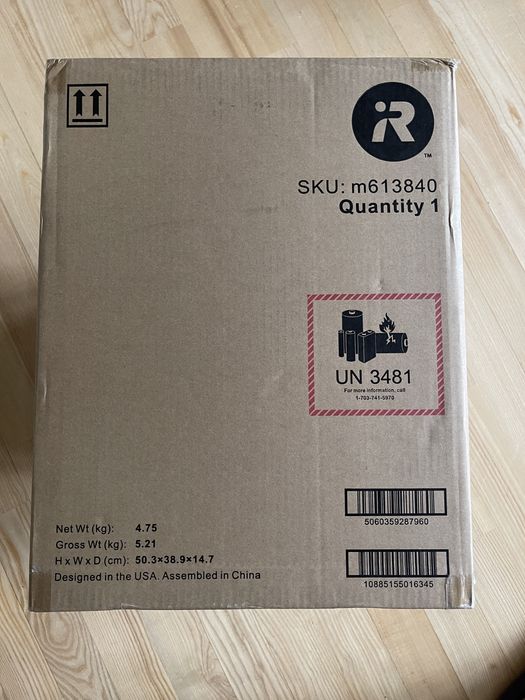 iR
TM
SKU: m613840
Quantity 1
UN 3481
For more information, call
1-703-741-5970
5060359287960
Net Wt (kg): 4.75
Gross Wt (kg): 5.21
H x W x D (cm): 50.3×38.9×14.7
Designed in the USA. Assembled in China
10885155016345